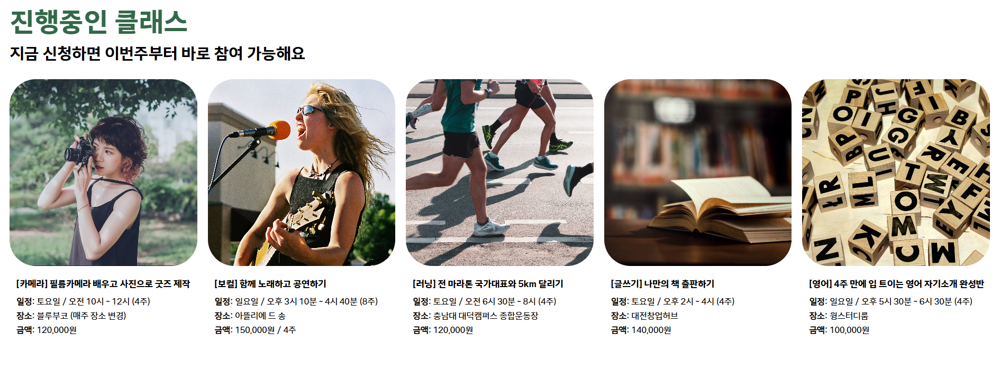 진행중인 클래스
지금 신청하면 이번주부터 바로 참여 가능해요
[카메라] 필름카메라 배우고 사진으로 굿즈 제작
일정: 토요일 / 오전 10시 ~ 12시 (4주)
장소: 블루부코 (매주 장소 변경)
금액: 120,000원
[보컬] 함께 노래하고 공연하기
일정: 일요일 / 오후 3시 10분 ~ 4시 40분 (8주)
장소: 아뜰리에 드 송
금액: 150,000원 / 4주
[러닝] 전 마라톤 국가대표와 5km 달리기
일정: 토요일 / 오전 6시 30분 ~ 8시 (4주)
장소: 충남대 대덕캠퍼스 종합운동장
금액: 120,000원
[글쓰기] 나만의 책 출판하기
일정: 토요일 / 오후 2시 ~ 4시 (4주)
장소: 대전창업허브
금액: 140,000원
[영어] 4주 만에 입 트이는 영어 자기소개 완성반
일정: 일요일 / 오후 5시 30분 ~ 6시 30분 (4주)
장소: 윙스터디룸
금액: 100,000원